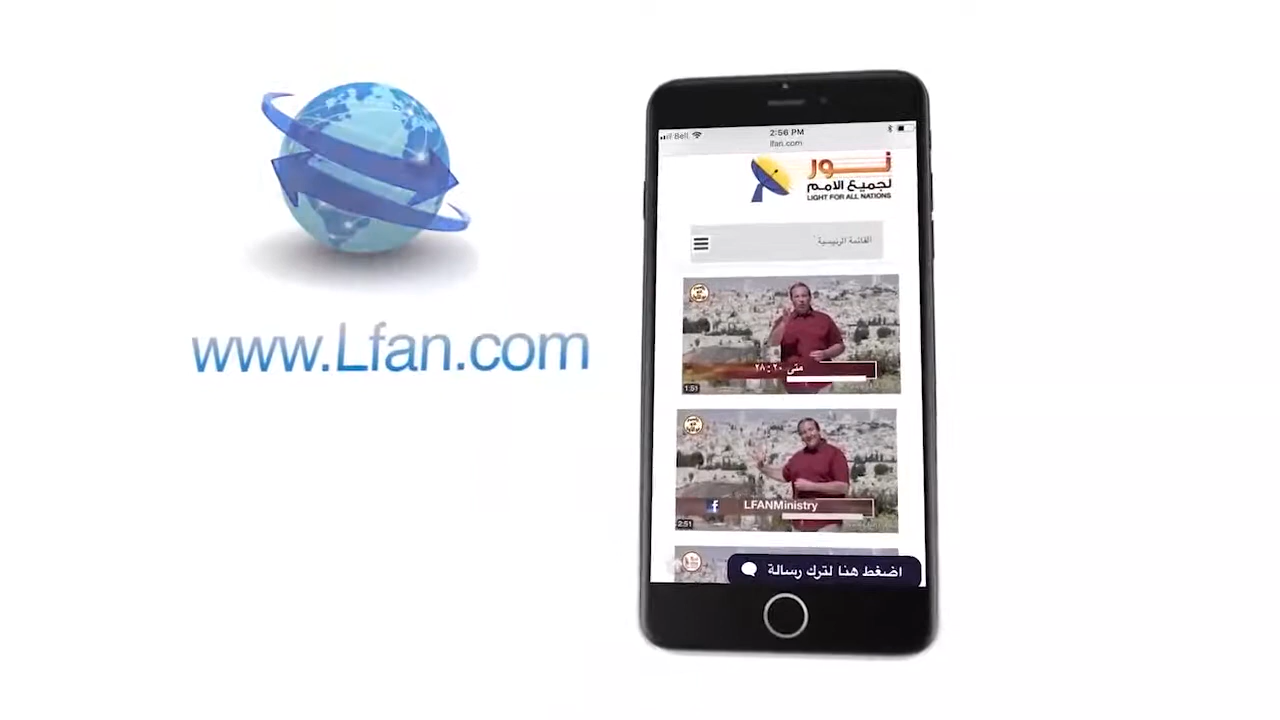 www.Lfan.com
Bell
2:56 PM
lfan.com
نور
لجميع الامم
LIGHT FOR ALL NATIONS
القائمة الرئيسية
متى ٢٠ : ٢٨
1:51
LFANMinistry
2:51
اضغط هنا لترك رسالة